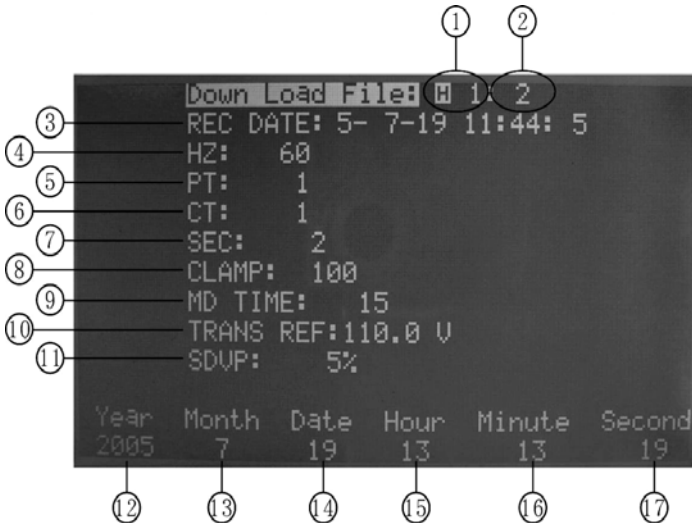 ① ②
Down Load File: H 1: 2
③ REC DATE: 5- 7-19 11:44: 5
④ HZ: 60
⑤ PT: 1
⑥ CT: 1
⑦ SEC: 2
⑧ CLAMP: 100
⑨ MD TIME: 15
⑩ TRANS REF:110.0 V
⑪ SDVP: 5%
Year Month Date Hour Minute Second
2005 7 19 13 13 19
⑫ ⑬ ⑭ ⑮ ⑯ ⑰